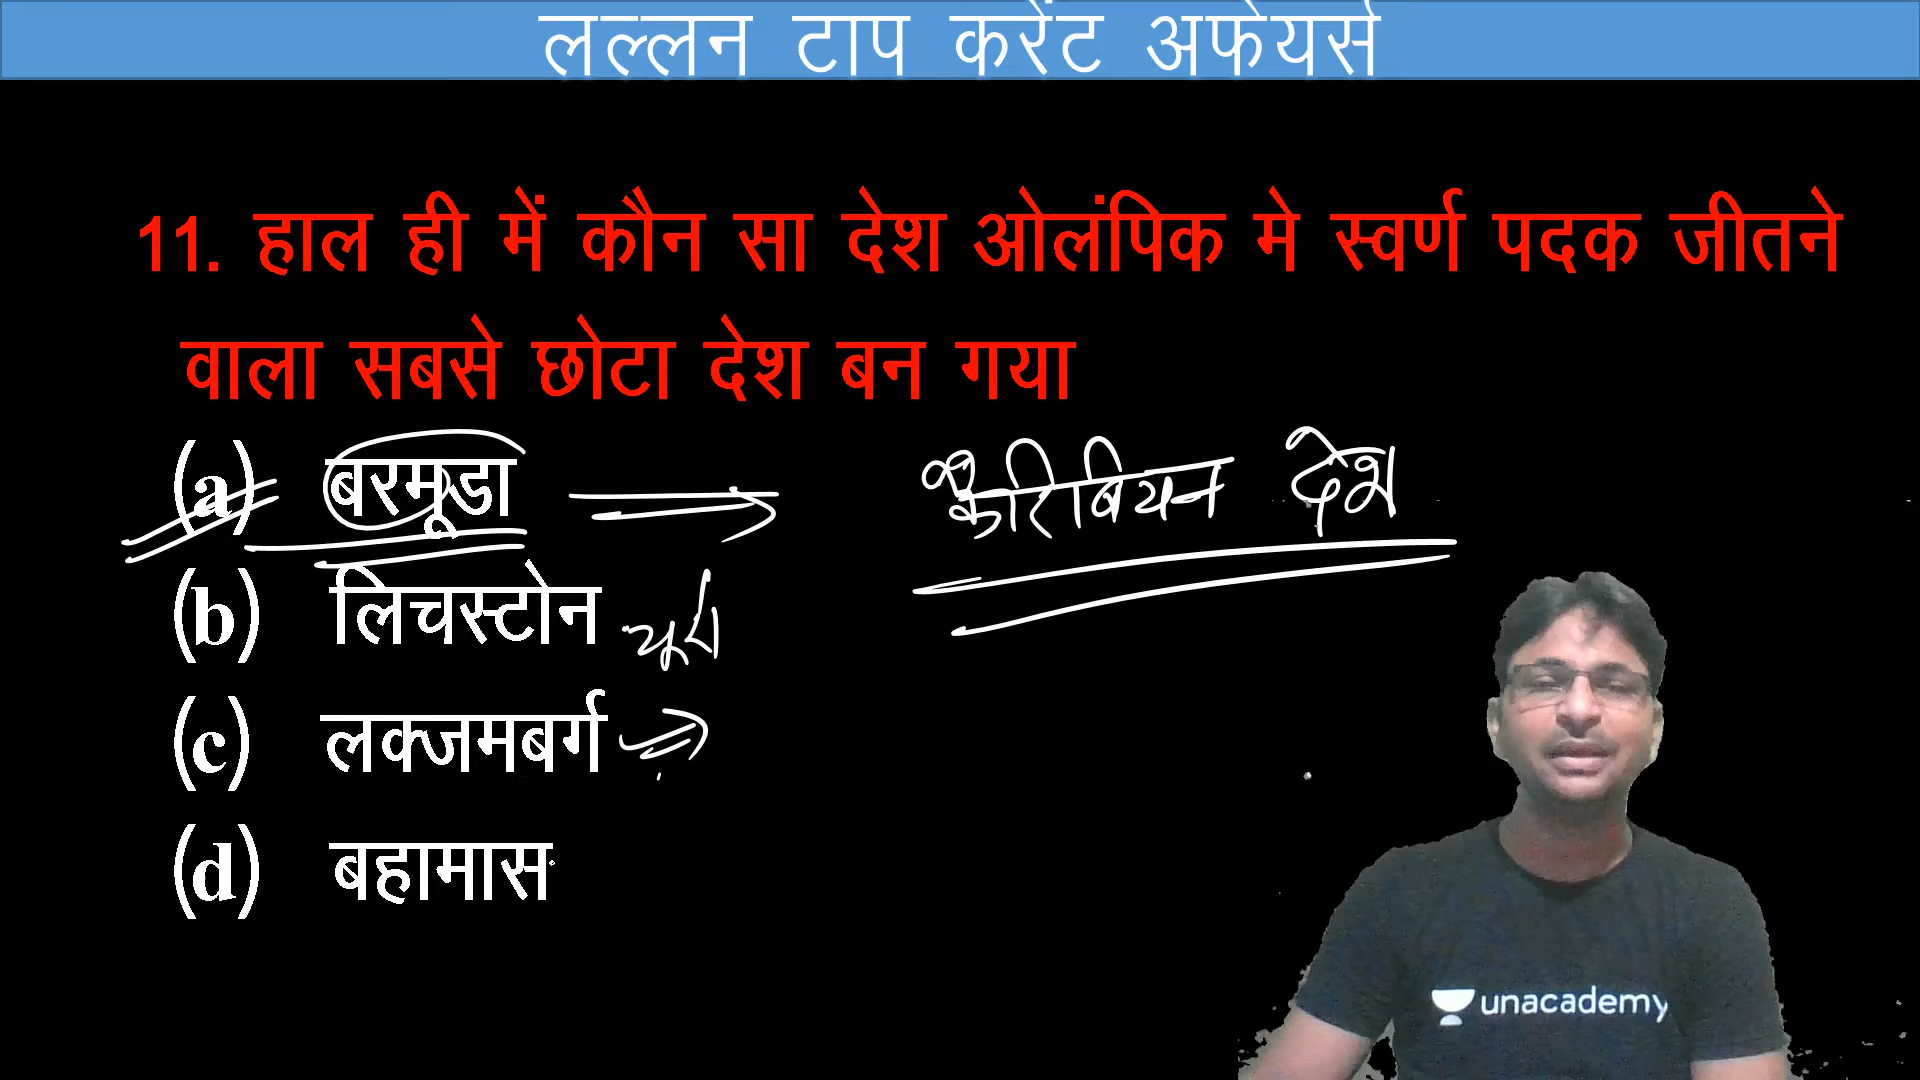 लल्लन टाप करेंट अफेयर्स
11. हाल ही में कौन सा देश ओलंपिक मे स्वर्ण पदक जीतने
वाला सबसे छोटा देश बन गया
(a) बरमूडा कैरिबियन देश
(b) लिचस्टोन
(c) लक्जमबर्ग
(d) बहामास
unacademy